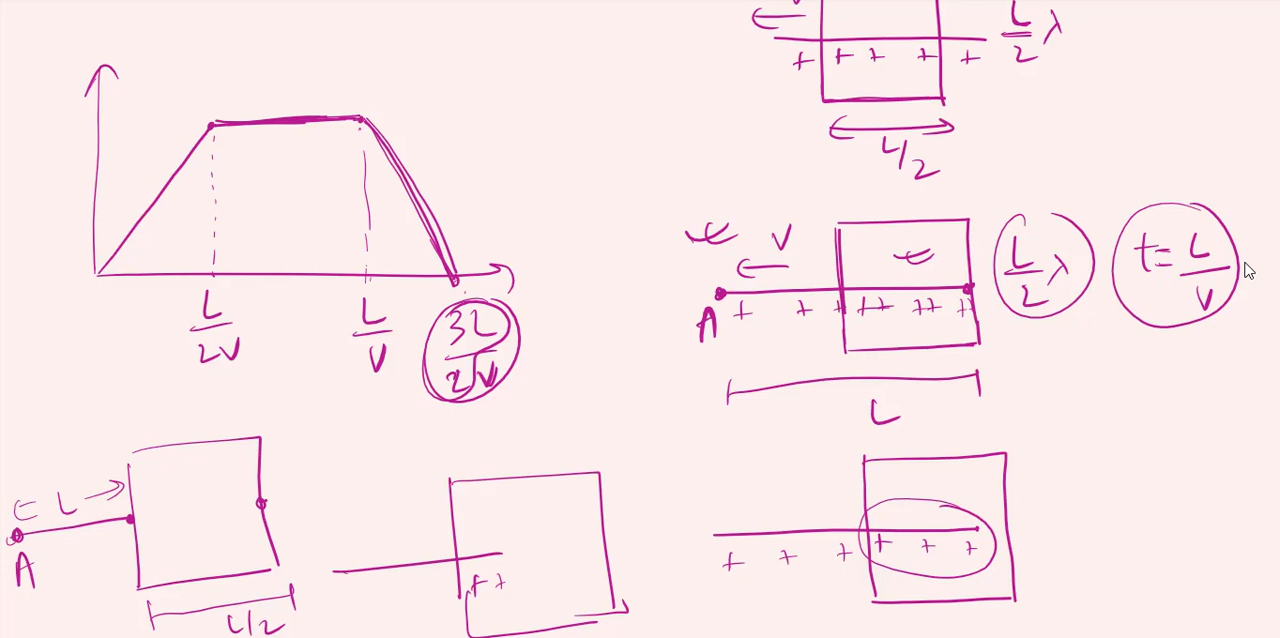 L/2 λ
+ + + + +
L/2
V
L/2 λ
t = L/V
A
+ + + ++ ++ ++
L
L/2V
L/V
3L/2V
L
A
L/2
+ +
+ + + + + +